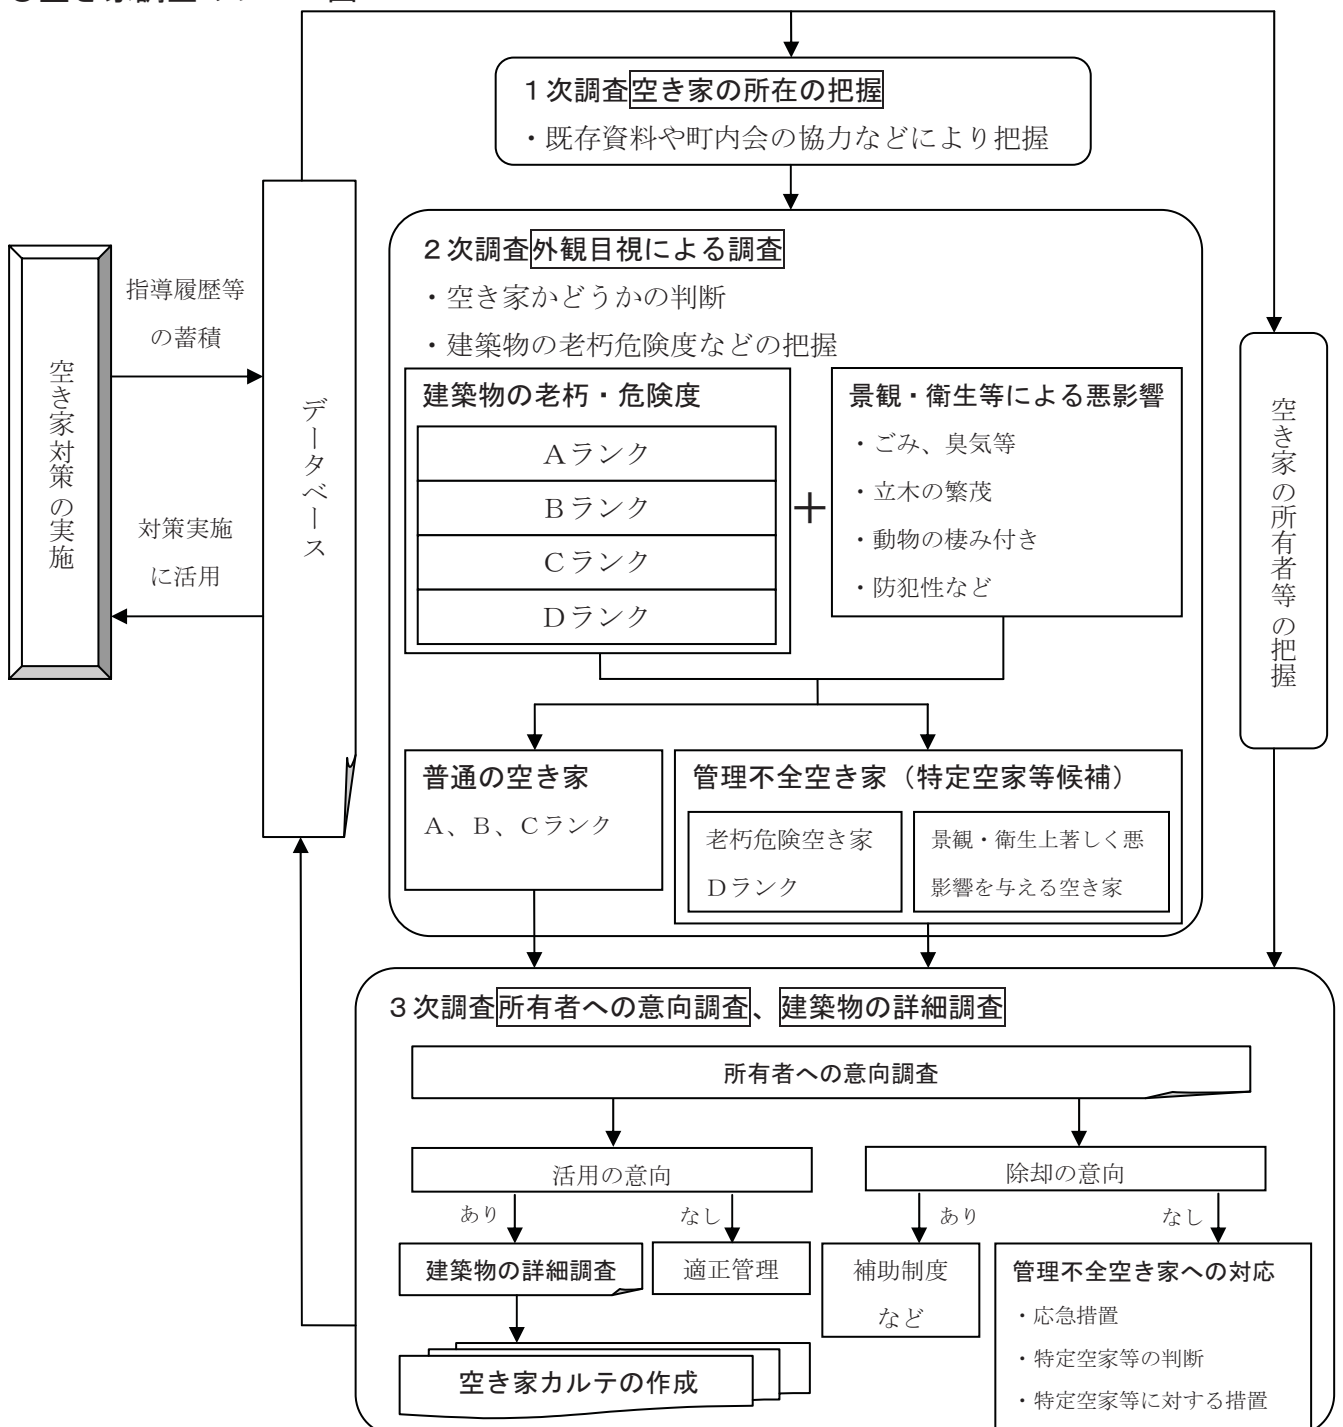 1次調査空き家の所在の把握
・既存資料や町内会の協力などにより把握
2次調査外観目視による調査
・空き家かどうかの判断
・建築物の老朽危険度などの把握
建築物の老朽・危険度
Aランク
Bランク
Cランク
Dランク
＋
景観・衛生等による悪影響
・ごみ、臭気等
・立木の繁茂
・動物の棲み付き
・防犯性など
指導履歴等
の蓄積
対策実施
に活用
空き家対策の実施
データベース
空き家の所有者等の把握
普通の空き家
A、B、Cランク
管理不全空き家（特定空家等候補）
老朽危険空き家
Dランク
景観・衛生上著しく悪
影響を与える空き家
3次調査所有者への意向調査、建築物の詳細調査
所有者への意向調査
活用の意向
除却の意向
あり
なし
あり
なし
建築物の詳細調査
適正管理
補助制度
など
管理不全空き家への対応
・応急措置
・特定空家等の判断
・特定空家等に対する措置
空き家カルテの作成